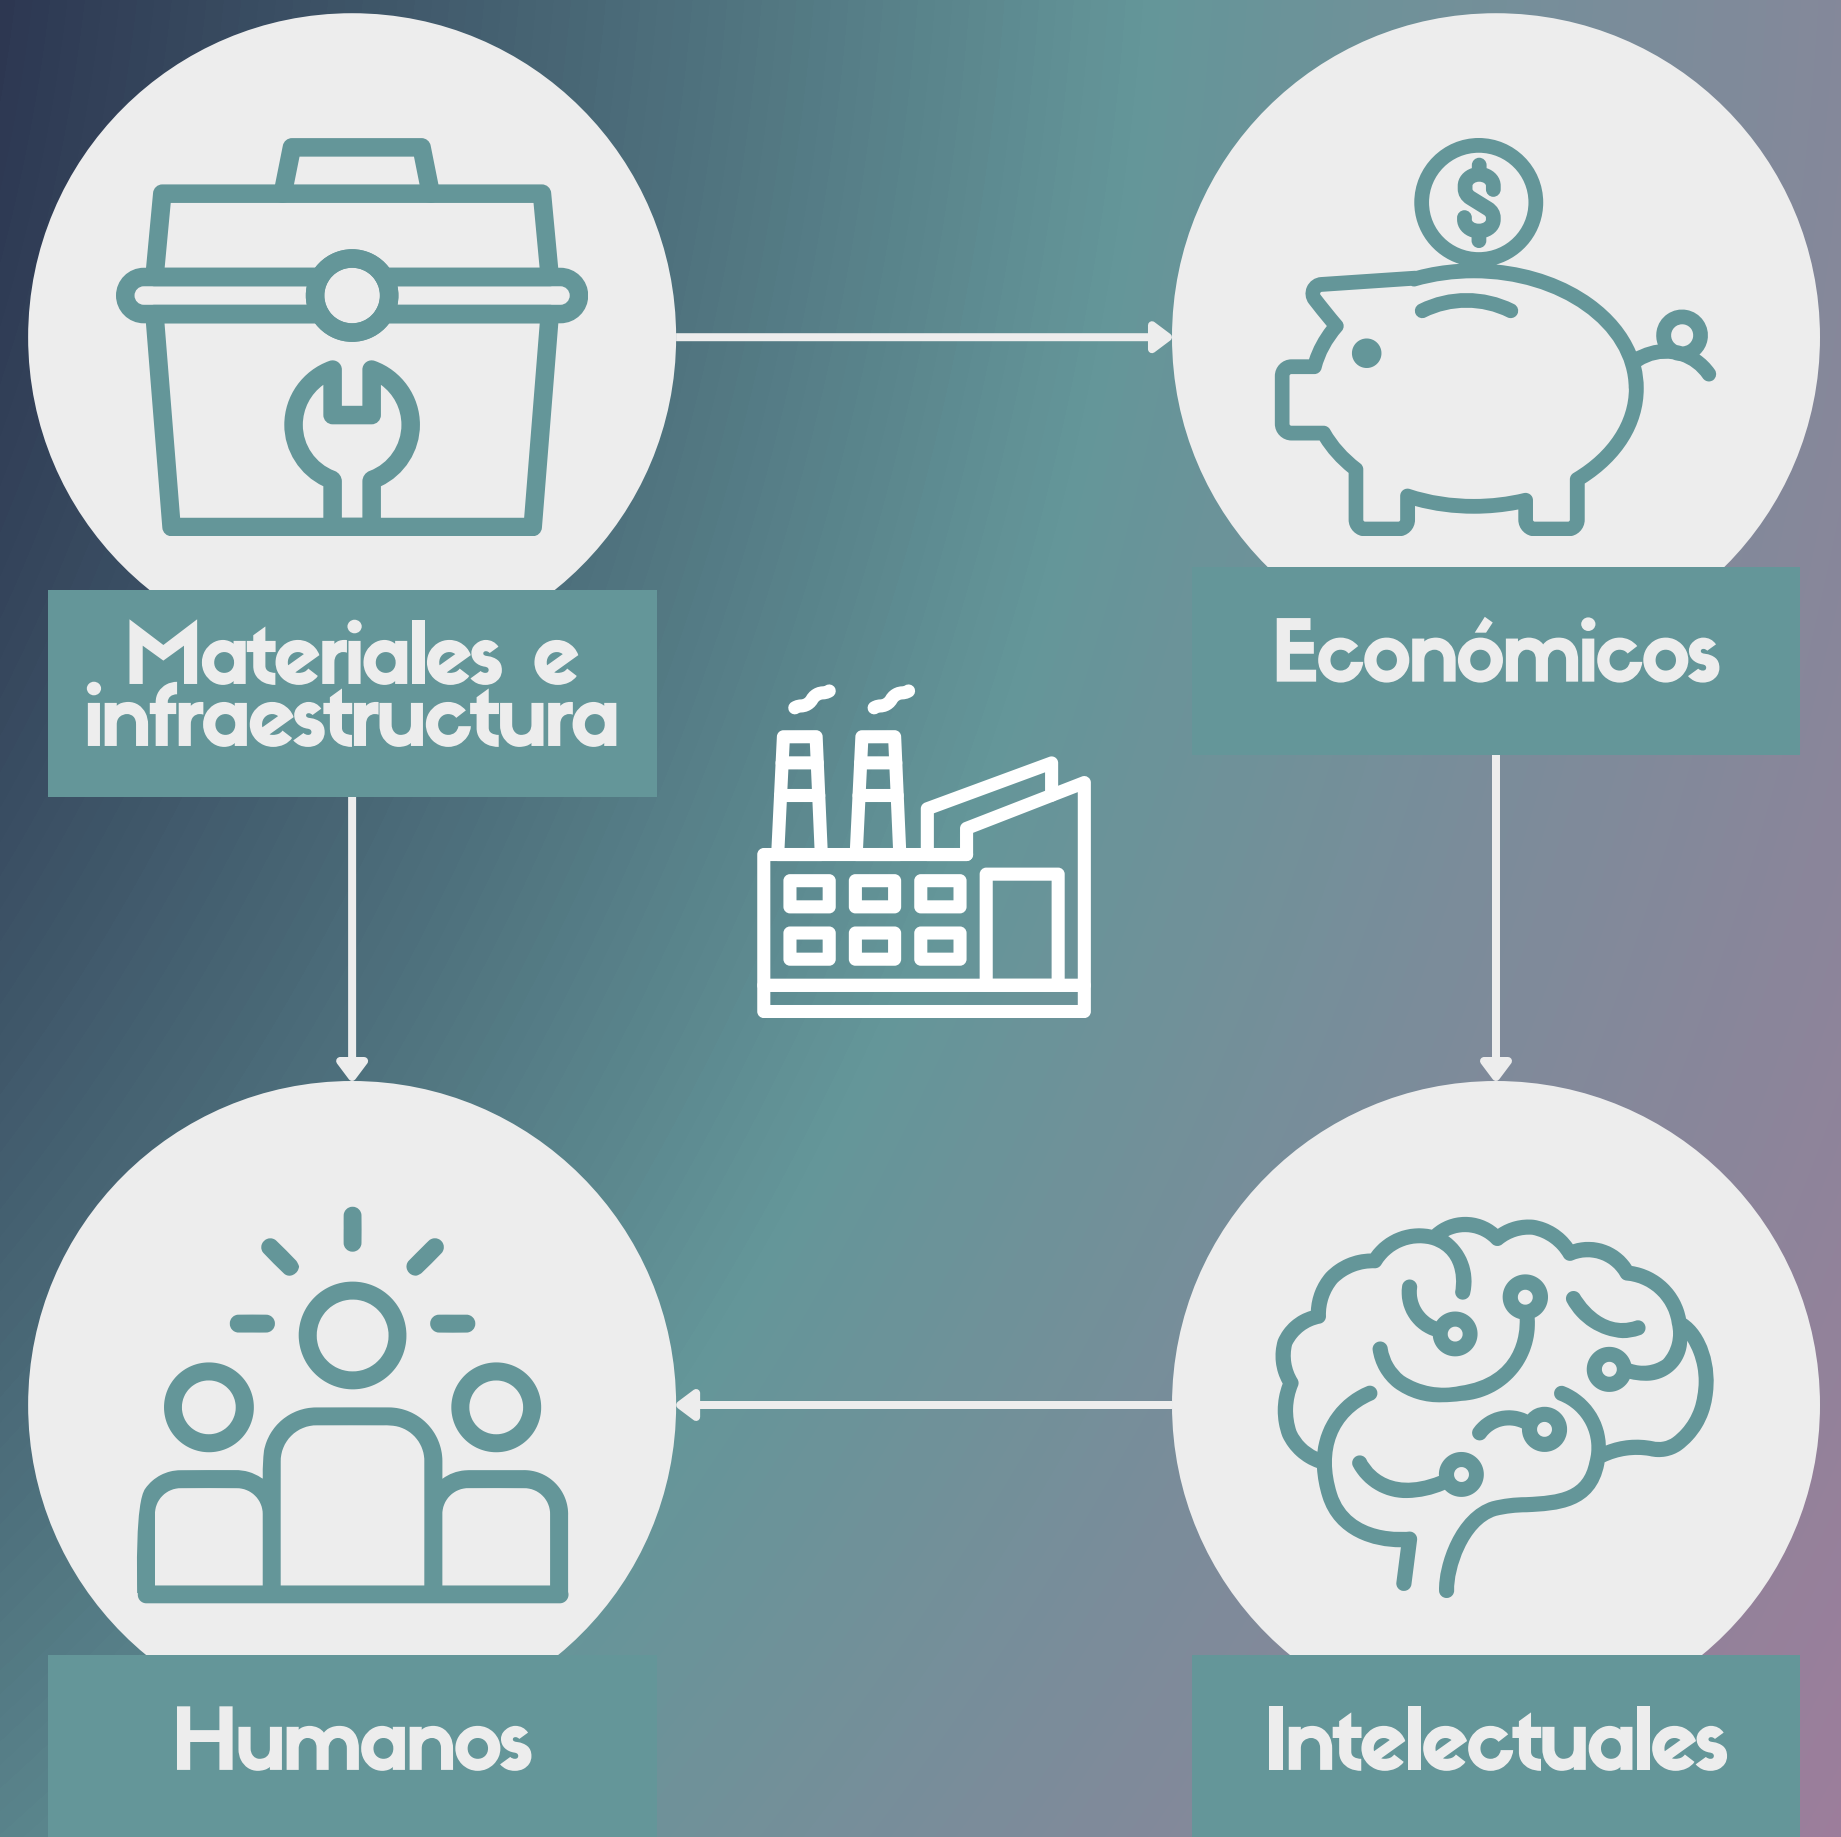 Materiales e
infraestructura
Económicos
$
Humanos
Intelectuales